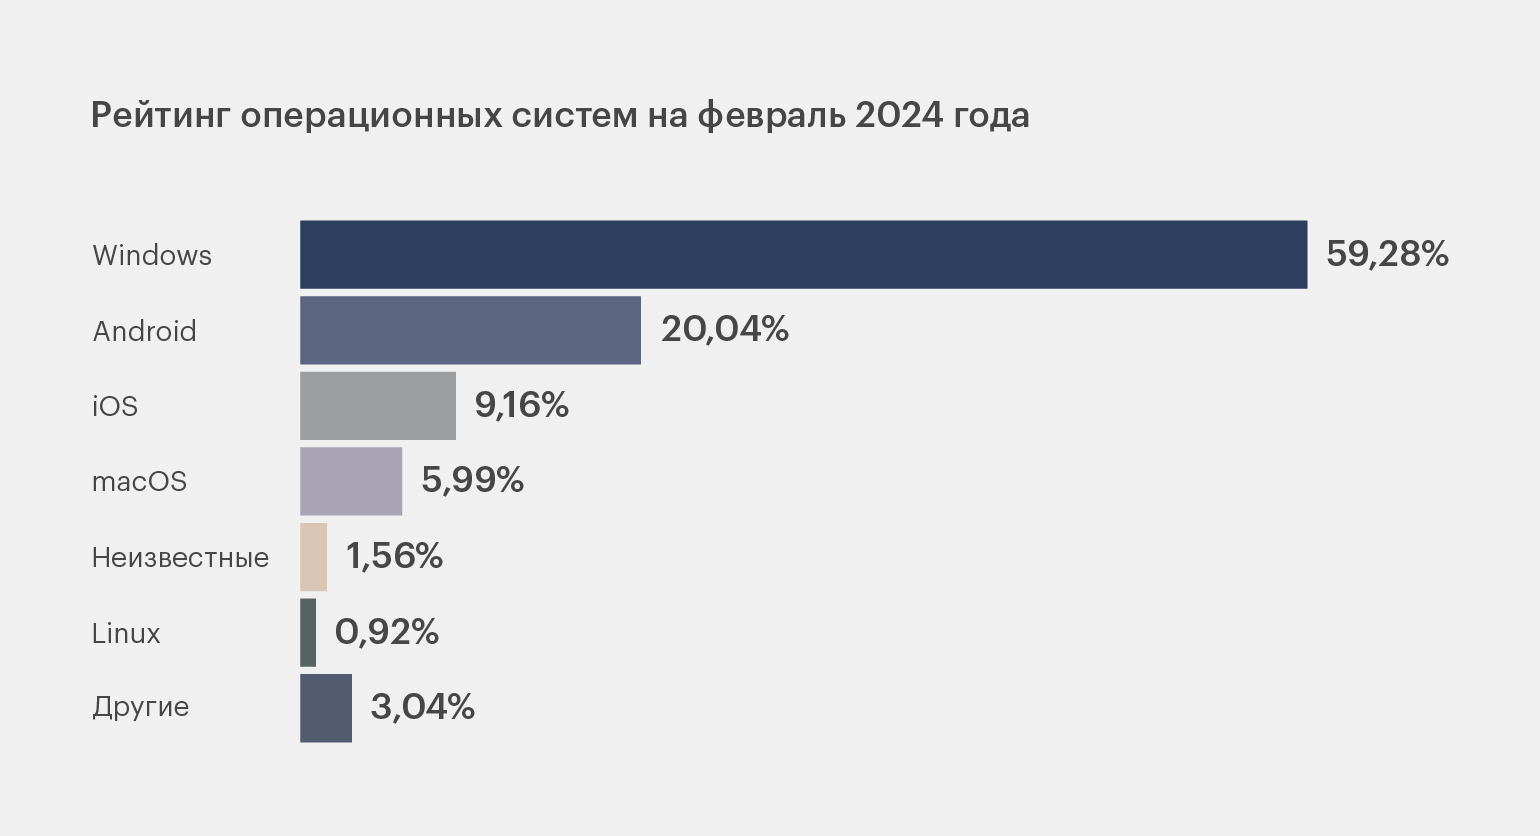 Рейтинг операционных систем на февраль 2024 года
Windows 59,28%
Android 20,04%
iOS 9,16%
macOS 5,99%
Неизвестные 1,56%
Linux 0,92%
Другие 3,04%